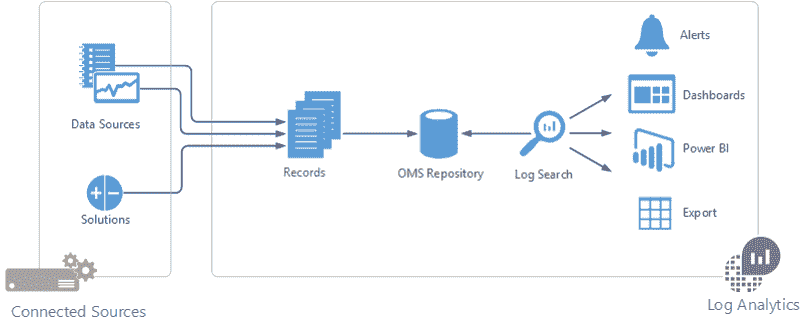 Data Sources
Solutions
Connected Sources
Records
OMS Repository
Log Search
Alerts
Dashboards
Power BI
Export
Log Analytics